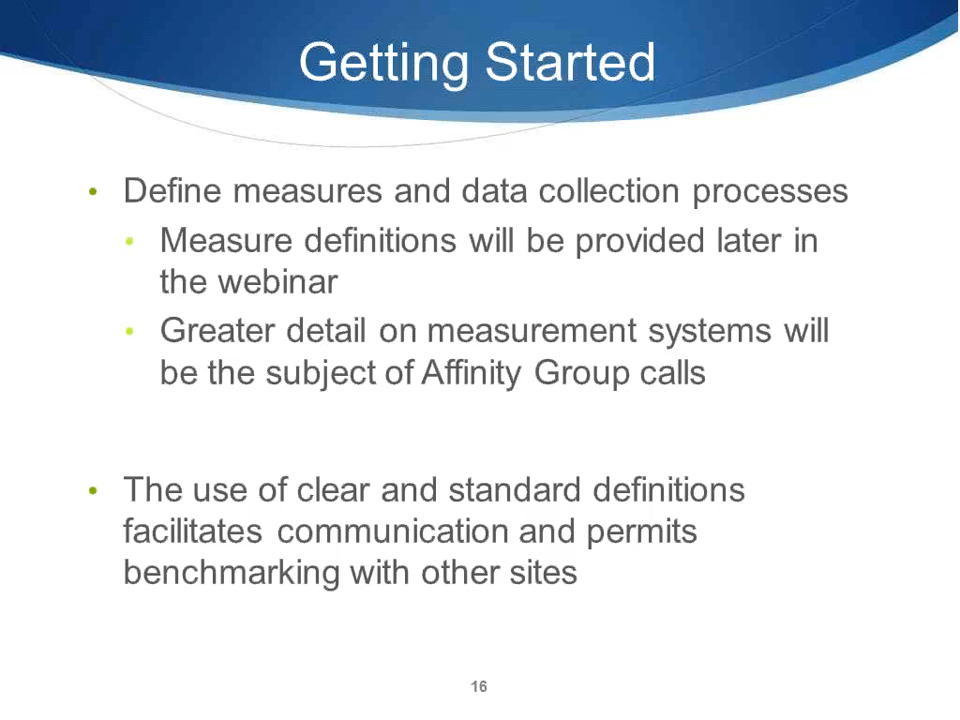 Getting Started
• Define measures and data collection processes
• Measure definitions will be provided later in
the webinar
• Greater detail on measurement systems will
be the subject of Affinity Group calls
• The use of clear and standard definitions
facilitates communication and permits
benchmarking with other sites
16